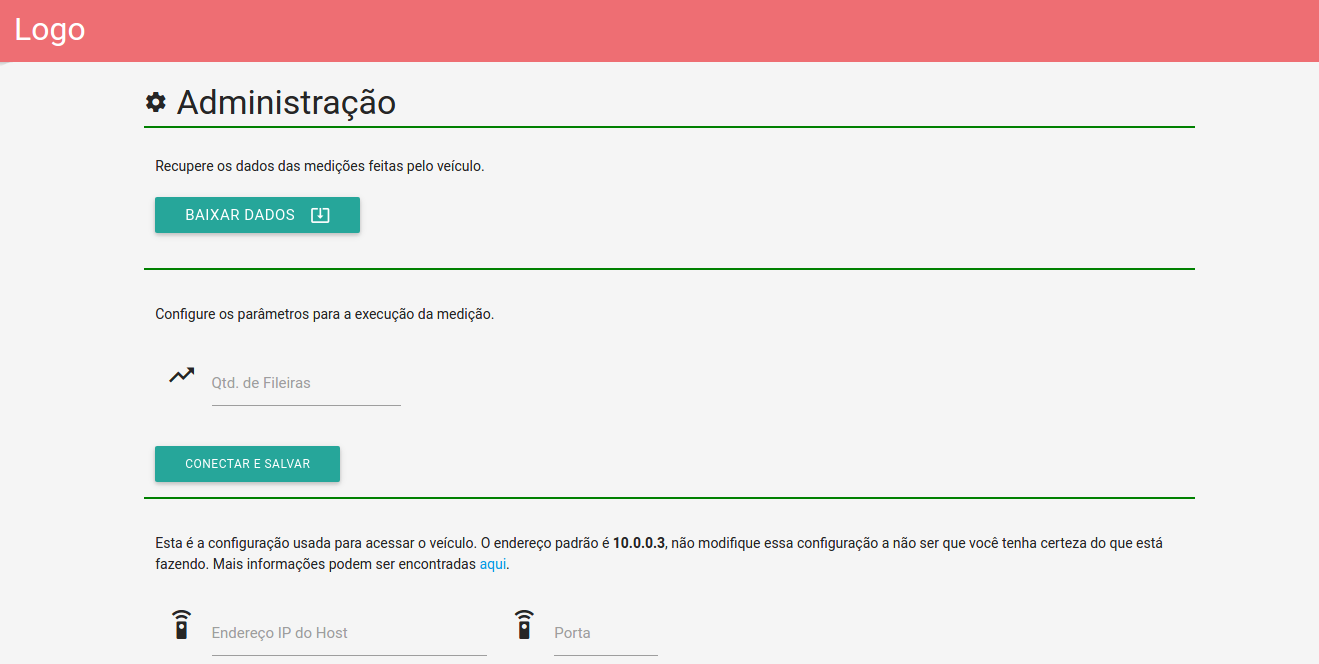 Logo
Administração
Recupere os dados das medições feitas pelo veículo.
BAIXAR DADOS
Configure os parâmetros para a execução da medição.
Qtd. de Fileiras
CONECTAR E SALVAR
Esta é a configuração usada para acessar o veículo. O endereço padrão é 10.0.0.3, não modifique essa configuração a não ser que você tenha certeza do que está
fazendo. Mais informações podem ser encontradas aqui.
Endereço IP do Host Porta